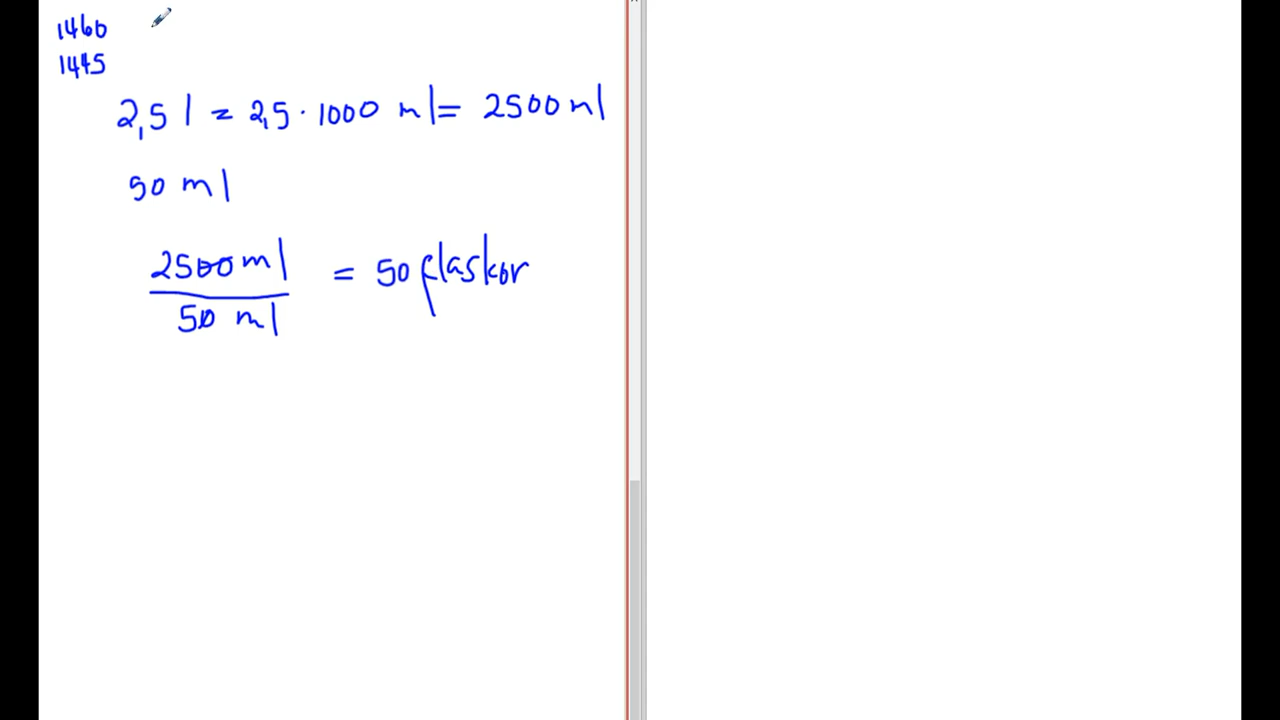 1460
1445
2,5 l = 2,5 · 1000 ml = 2500 ml
50 ml
2500 ml
50 ml
= 50 flaskor